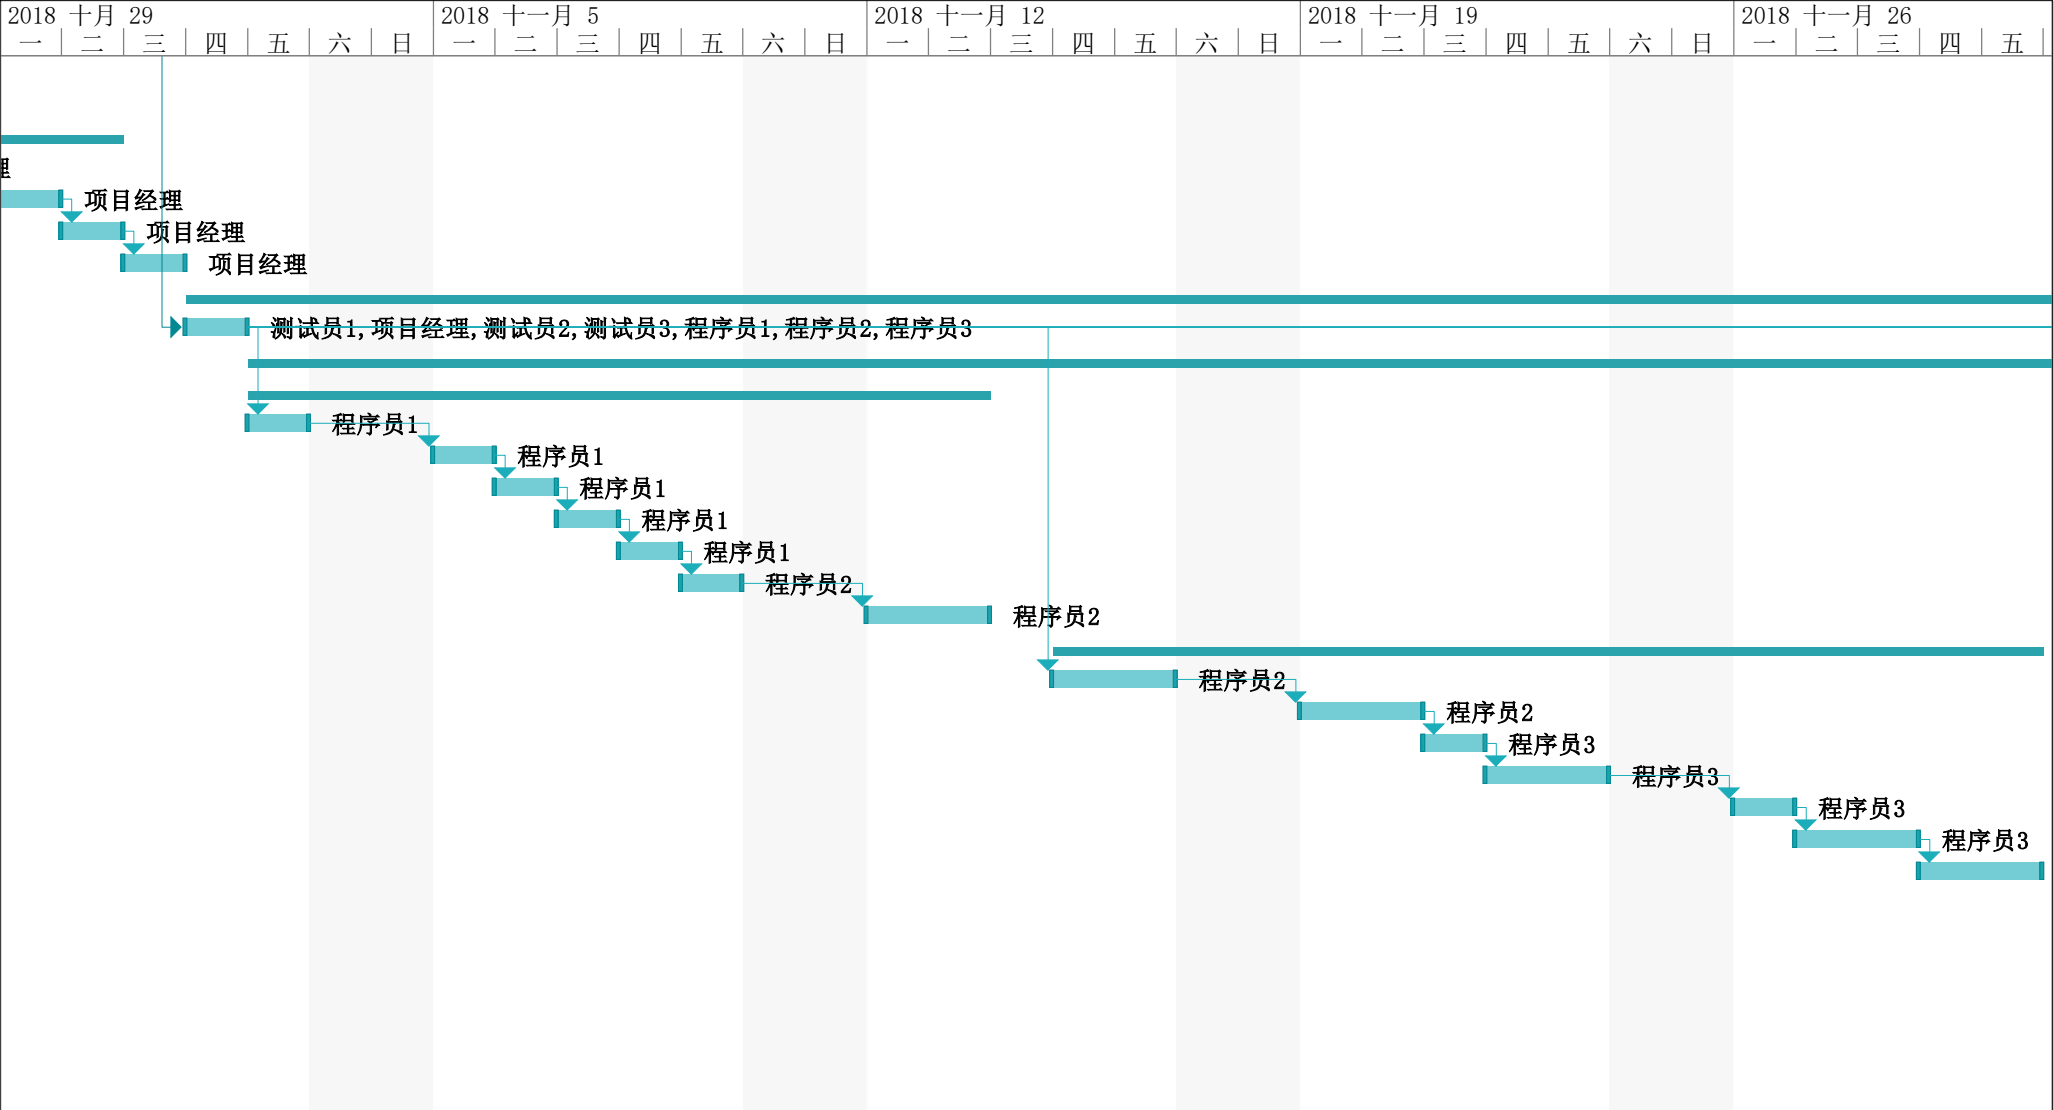 2018 十月 29 2018 十一月 5 2018 十一月 12 2018 十一月 19 2018 十一月 26
一 二 三 四 五 六 日 一 二 三 四 五 六 日 一 二 三 四 五 六 日 一 二 三 四 五 六 日 一 二 三 四 五
理
项目经理
项目经理
项目经理
测试员1,项目经理,测试员2,测试员3,程序员1,程序员2,程序员3
程序员1
程序员1
程序员1
程序员1
程序员1
程序员2
程序员2
程序员2
程序员2
程序员3
程序员3
程序员3
程序员3